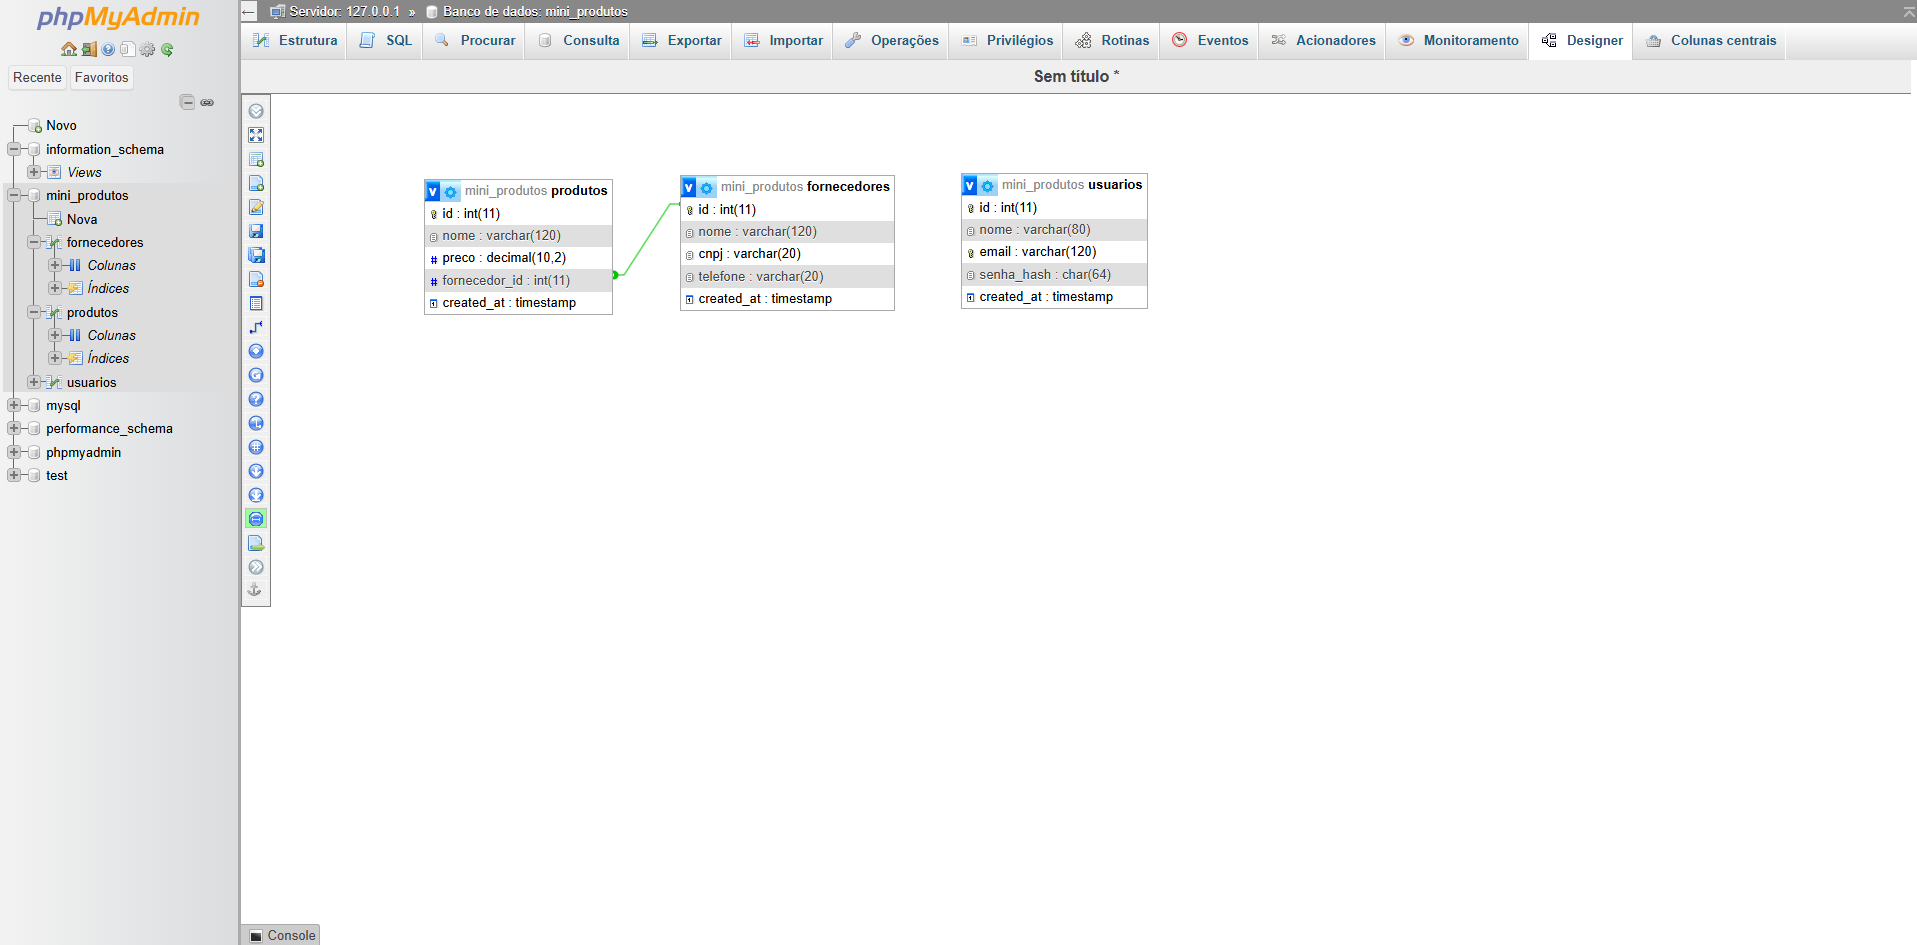 phpMyAdmin
Recente Favoritos
Novo
information_schema
Views
mini_produtos
Nova
fornecedores
Colunas
Índices
produtos
Colunas
Índices
usuarios
mysql
performance_schema
phpmyadmin
test
Servidor: 127.0.0.1 » Banco de dados: mini_produtos
Estrutura SQL Procurar Consulta Exportar Importar Operações Privilégios Rotinas Eventos Acionadores Monitoramento Designer Colunas centrais
Sem título *
v mini_produtos produtos
id : int(11)
nome : varchar(120)
# preco : decimal(10,2)
# fornecedor_id : int(11)
created_at : timestamp
v mini_produtos fornecedores
id : int(11)
nome : varchar(120)
cnpj : varchar(20)
telefone : varchar(20)
created_at : timestamp
v mini_produtos usuarios
id : int(11)
nome : varchar(80)
email : varchar(120)
senha_hash : char(64)
created_at : timestamp
Console